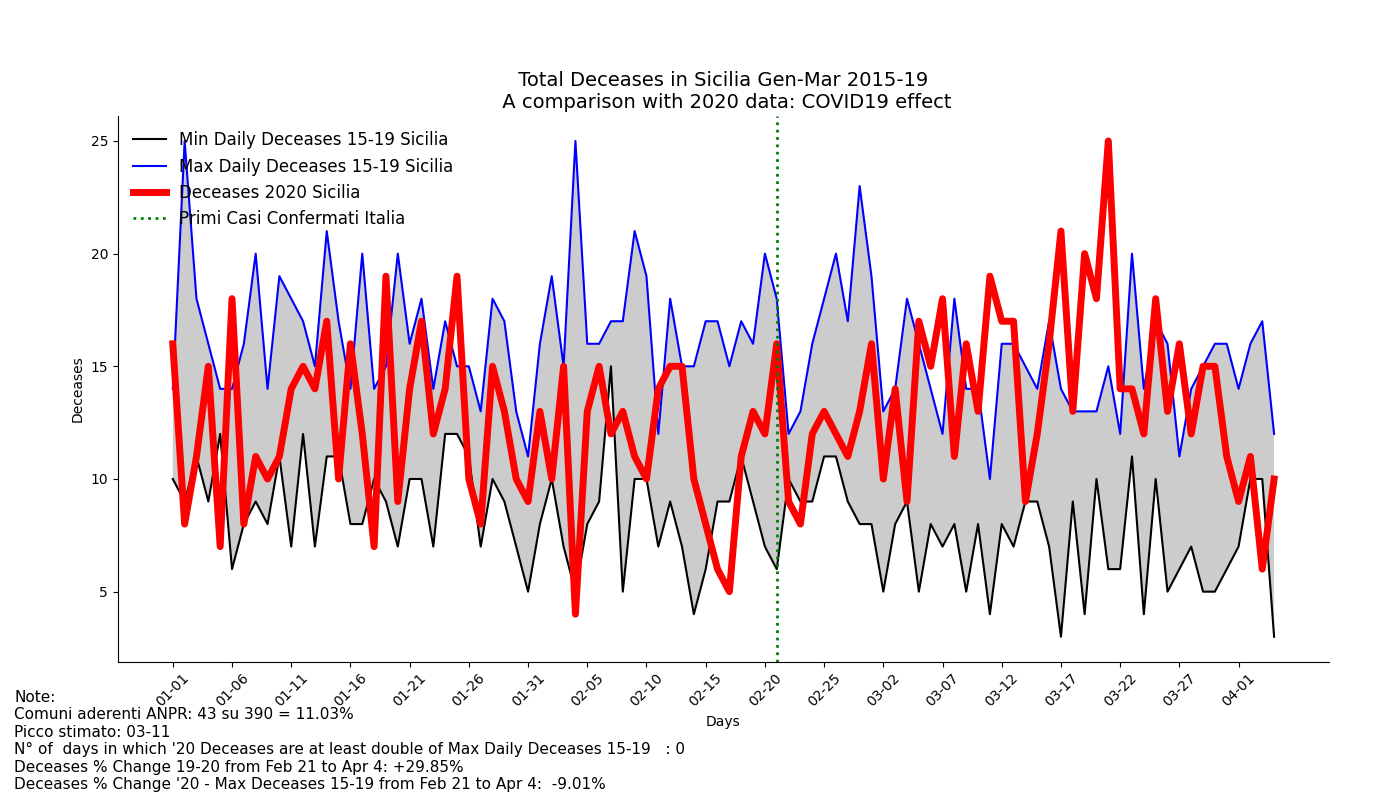 Total Deceases in Sicilia Gen-Mar 2015-19
A comparison with 2020 data: COVID19 effect
Min Daily Deceases 15-19 Sicilia
Max Daily Deceases 15-19 Sicilia
Deceases 2020 Sicilia
Primi Casi Confermati Italia
Deceases
25
20
15
10
5
01-01 01-06 01-11 01-16 01-21 01-26 01-31 02-05 02-10 02-15 02-20 02-25 03-02 03-07 03-12 03-17 03-22 03-27 04-01
Days
Note:
Comuni aderenti ANPR: 43 su 390 = 11.03%
Picco stimato: 03-11
N° of  days in which '20 Deceases are at least double of Max Daily Deceases 15-19   : 0
Deceases % Change 19-20 from Feb 21 to Apr 4: +29.85%
Deceases % Change '20 - Max Deceases 15-19 from Feb 21 to Apr 4:  -9.01%